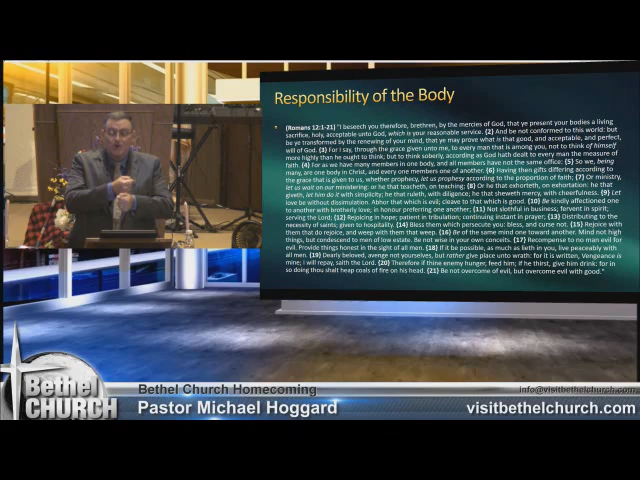 Responsibility of the Body
• (Romans 12:1-21) "I beseech you therefore, brethren, by the mercies of God, that ye present your bodies a living
sacrifice, holy, acceptable unto God, which is your reasonable service. (2) And be not conformed to this world: but
be ye transformed by the renewing of your mind, that ye may prove what is that good, and acceptable, and perfect,
will of God. (3) For I say, through the grace given unto me, to every man that is among you, not to think of himself
more highly than he ought to think; but to think soberly, according as God hath dealt to every man the measure of
faith. (4) For as we have many members in one body, and all members have not the same office: (5) So we, being
many, are one body in Christ, and every one members one of another. (6) Having then gifts differing according to
the grace that is given to us, whether prophecy, let us prophesy according to the proportion of faith; (7) Or ministry,
let us wait on our ministering: or he that teacheth, on teaching; (8) Or he that exhorteth, on exhortation: he that
giveth, let him do it with simplicity; he that ruleth, with diligence; he that sheweth mercy, with cheerfulness. (9) Let
love be without dissimulation. Abhor that which is evil; cleave to that which is good. (10) Be kindly affectioned one
to another with brotherly love; in honour preferring one another; (11) Not slothful in business; fervent in spirit;
serving the Lord; (12) Rejoicing in hope; patient in tribulation; continuing instant in prayer; (13) Distributing to the
necessity of saints; given to hospitality. (14) Bless them which persecute you: bless, and curse not. (15) Rejoice with
them that do rejoice, and weep with them that weep. (16) Be of the same mind one toward another. Mind not high
things, but condescend to men of low estate. Be not wise in your own conceits. (17) Recompense to no man evil for
evil. Provide things honest in the sight of all men. (18) If it be possible, as much as lieth in you, live peaceably with
all men. (19) Dearly beloved, avenge not yourselves, but rather give place unto wrath: for it is written, Vengeance is
mine; I will repay, saith the Lord. (20) Therefore if thine enemy hunger, feed him; if he thirst, give him drink: for in
so doing thou shalt heap coals of fire on his head. (21) Be not overcome of evil, but overcome evil with good."
Bethel
CHURCH
Bethel Church Homecoming
info@visitbethelchurch.com
Pastor Michael Hoggard
visitbethelchurch.com